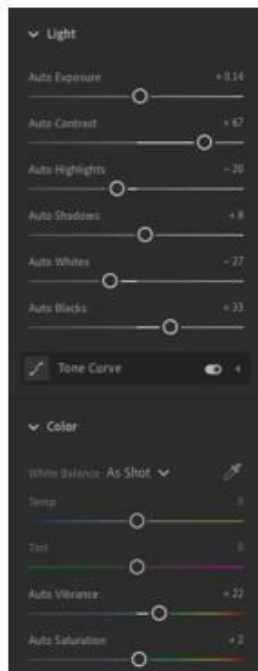 Light
Auto Exposure + 0.14
Auto Contrast + 67
Auto Highlights - 20
Auto Shadows + 8
Auto Whites - 27
Auto Blacks + 33
Tone Curve
Color
White Balance As Shot
Temp 0
Tint 0
Auto Vibrance + 22
Auto Saturation + 2